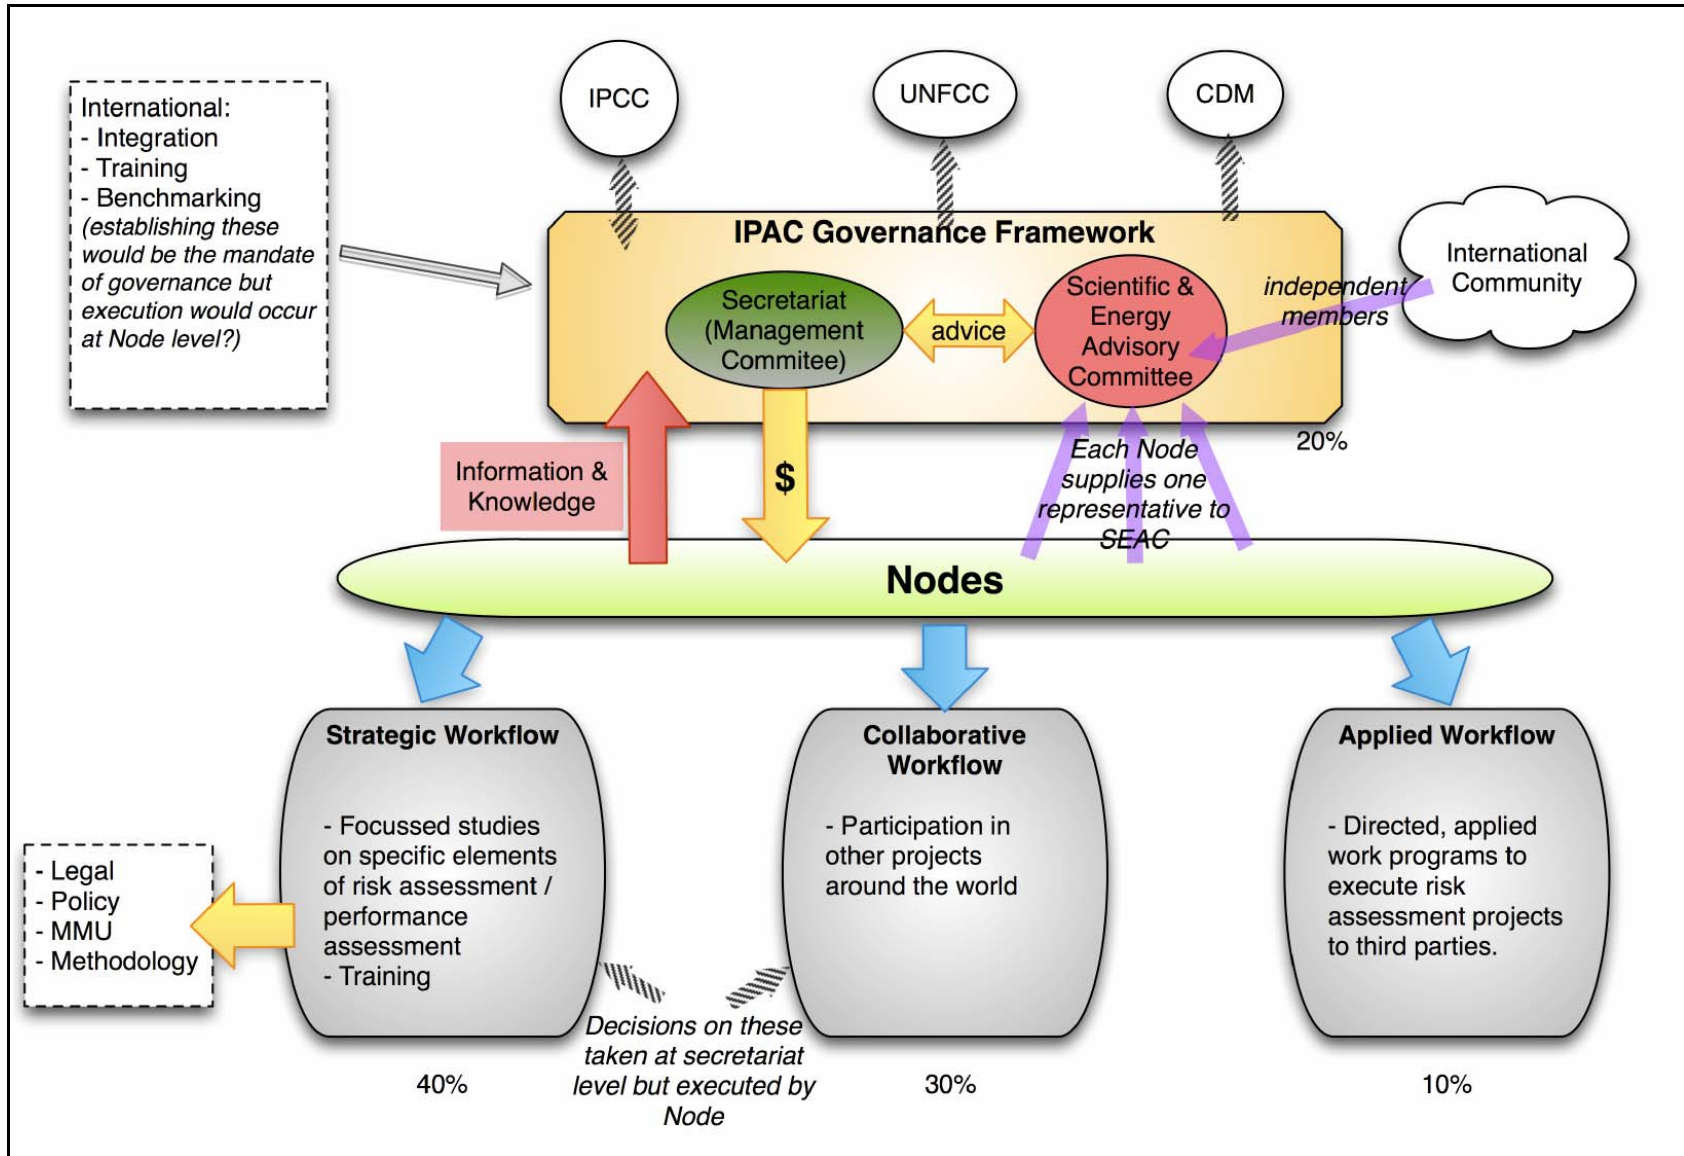 IPCC
UNFCC
CDM
International:
- Integration
- Training
- Benchmarking
(establishing these
would be the mandate
of governance but
execution would occur
at Node level?)
IPAC Governance Framework
Secretariat
(Management
Commitee)
advice
Scientific &
Energy
Advisory
Committee
independent
members
International
Community
20%
Information &
Knowledge
$
Each Node
supplies one
representative to
SEAC
Nodes
Strategic Workflow
- Focussed studies
on specific elements
of risk assessment /
performance
assessment
- Training
Collaborative
Workflow
- Participation in
other projects
around the world
Applied Workflow
- Directed, applied
work programs to
execute risk
assessment projects
to third parties.
- Legal
- Policy
- MMU
- Methodology
Decisions on these
taken at secretariat
level but executed by
Node
40%
30%
10%